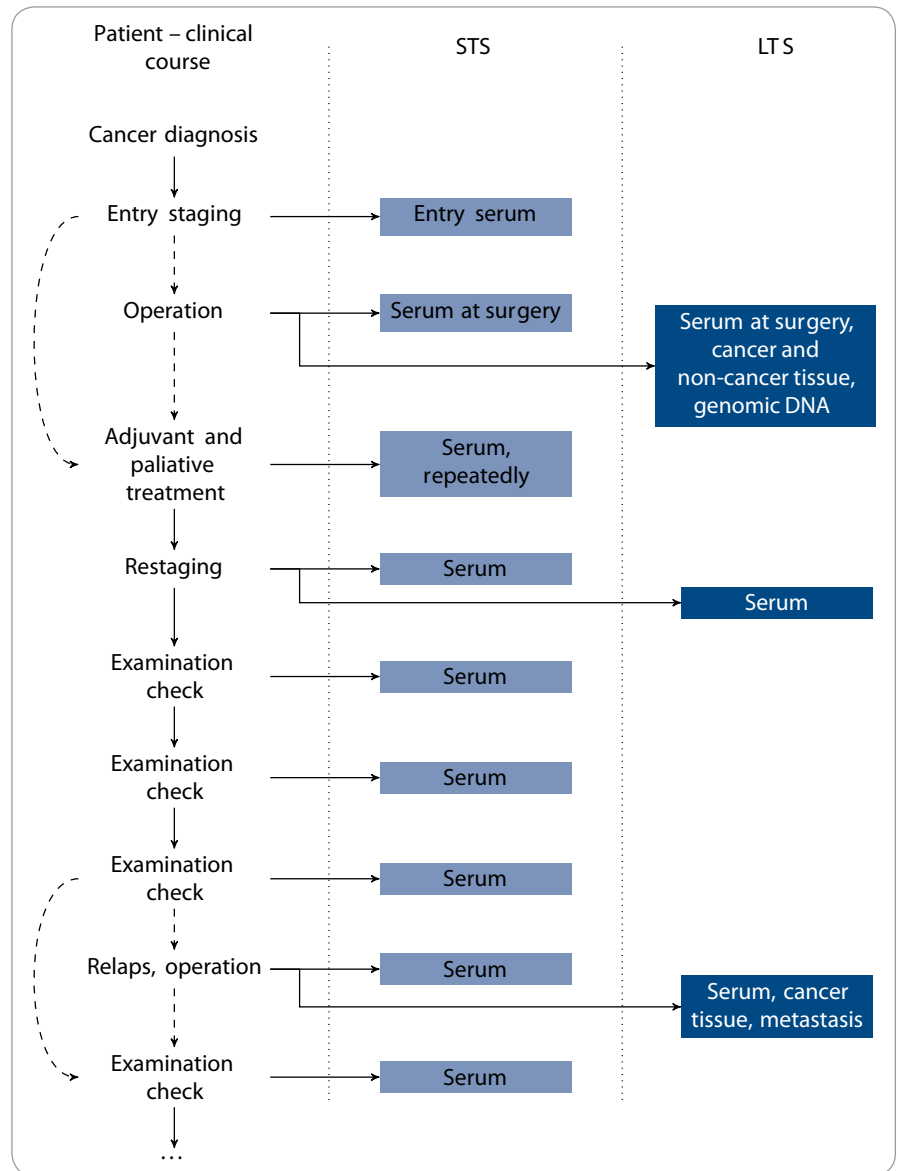 Patient – clinical
course
STS
LT S
Cancer diagnosis
Entry staging
Entry serum
Operation
Serum at surgery
Serum at surgery,
cancer and
non-cancer tissue,
genomic DNA
Adjuvant and
paliative
treatment
Serum,
repeatedly
Restaging
Serum
Serum
Examination
check
Serum
Examination
check
Serum
Examination
check
Serum
Relaps, operation
Serum
Serum, cancer
tissue, metastasis
Examination
check
Serum
...